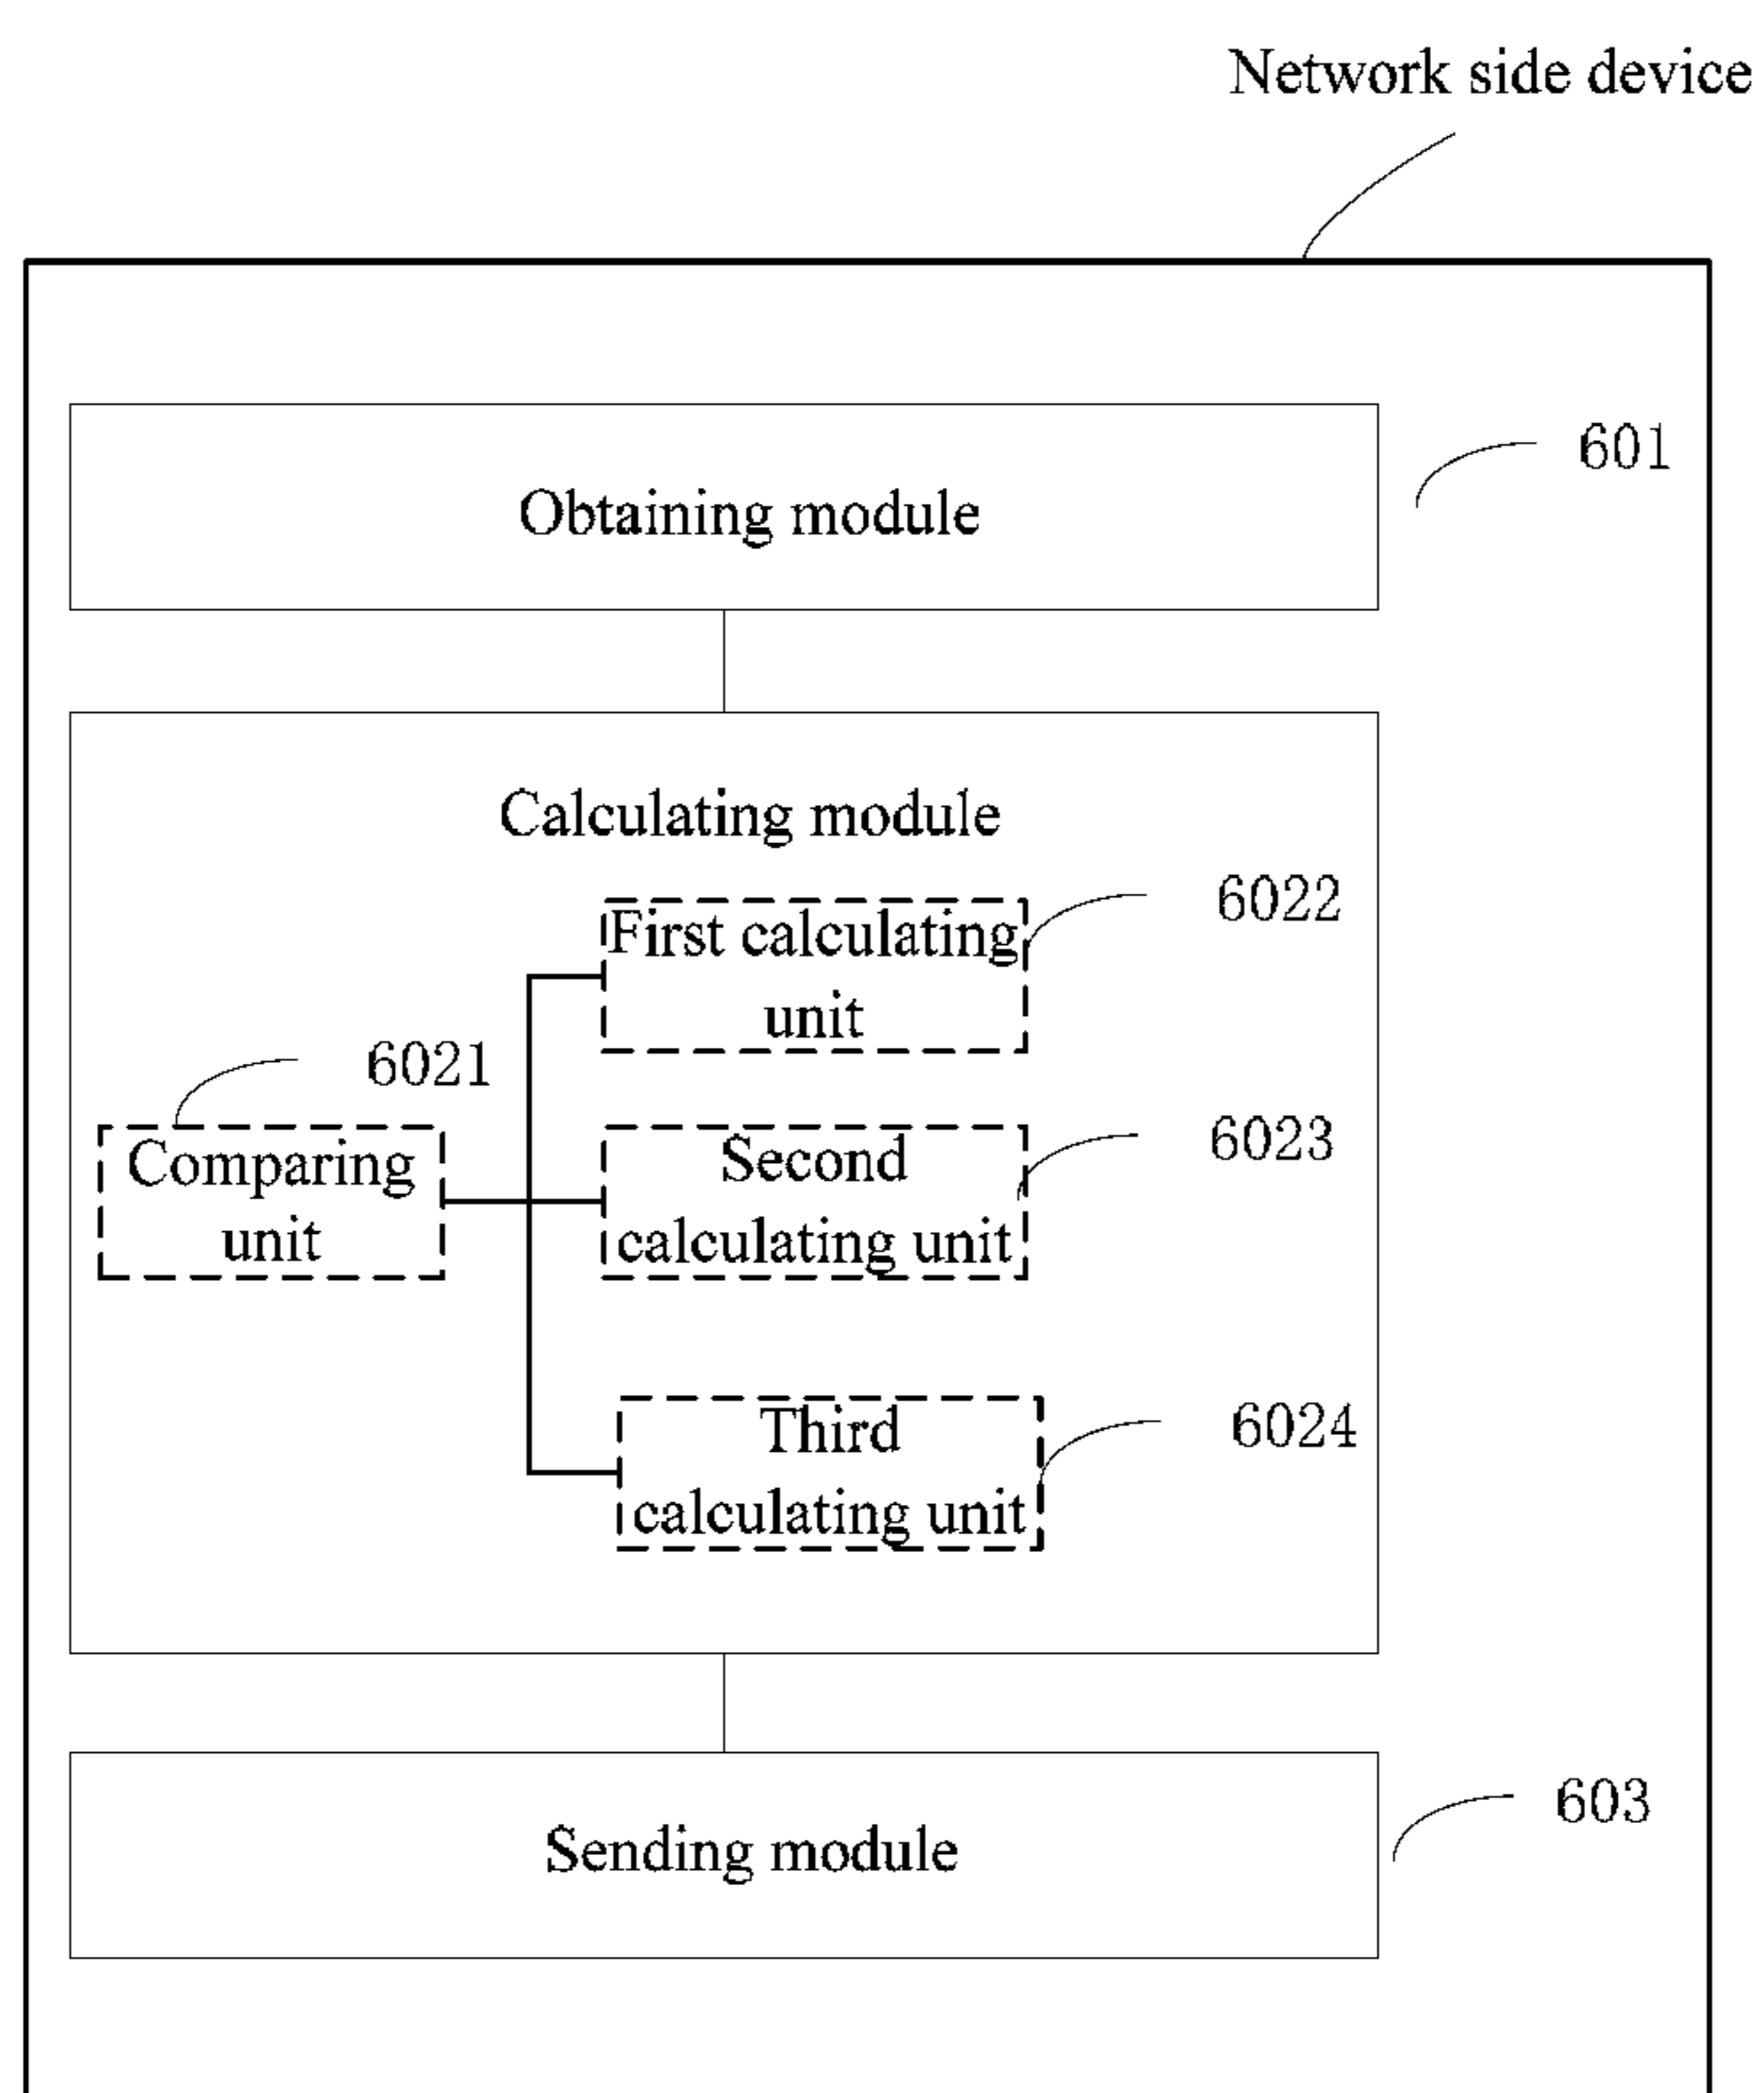 Network side device
601
Obtaining module
Calculating module
6022
First calculating
unit
6021
Comparing
unit
6023
Second
calculating unit
6024
Third
calculating unit
603
Sending module